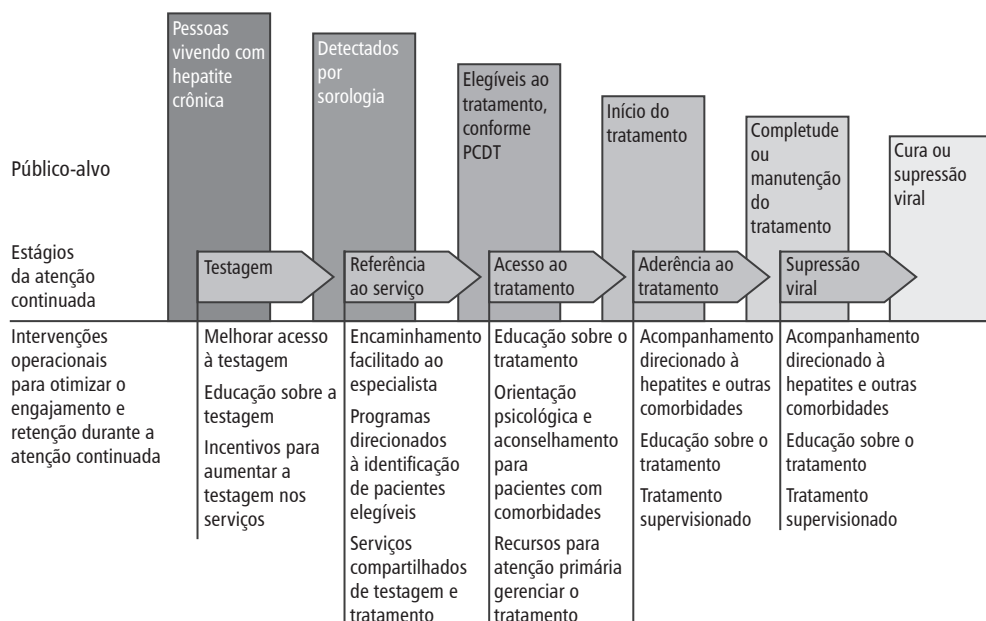 Pessoas
vivendo com
hepatite
crônica
Detectados
por
sorologia
Elegíveis ao
tratamento,
conforme
PCDT
Início do
tratamento
Completude
ou
manutenção
do
tratamento
Cura ou
supressão
viral
Público-alvo
Estágios
da atenção
continuada
Testagem
Referência
ao serviço
Acesso ao
tratamento
Aderência ao
tratamento
Supressão
viral
Intervenções
operacionais
para otimizar o
engajamento e
retenção durante a
atenção continuada
Melhorar acesso
à testagem
Educação sobre a
testagem
Incentivos para
aumentar a
testagem nos
serviços
Encaminhamento
facilitado ao
especialista
Programas
direcionados
à identificação
de pacientes
elegíveis
Serviços
compartilhados
de testagem e
tratamento
Educação sobre o
tratamento
Orientação
psicológica e
aconselhamento
para
pacientes com
comorbidades
Recursos para
atenção primária
gerenciar o
tratamento
Acompanhamento
direcionado à
hepatites e outras
comorbidades
Educação sobre o
tratamento
Tratamento
supervisionado
Acompanhamento
direcionado à
hepatites e outras
comorbidades
Educação sobre o
tratamento
Tratamento
supervisionado